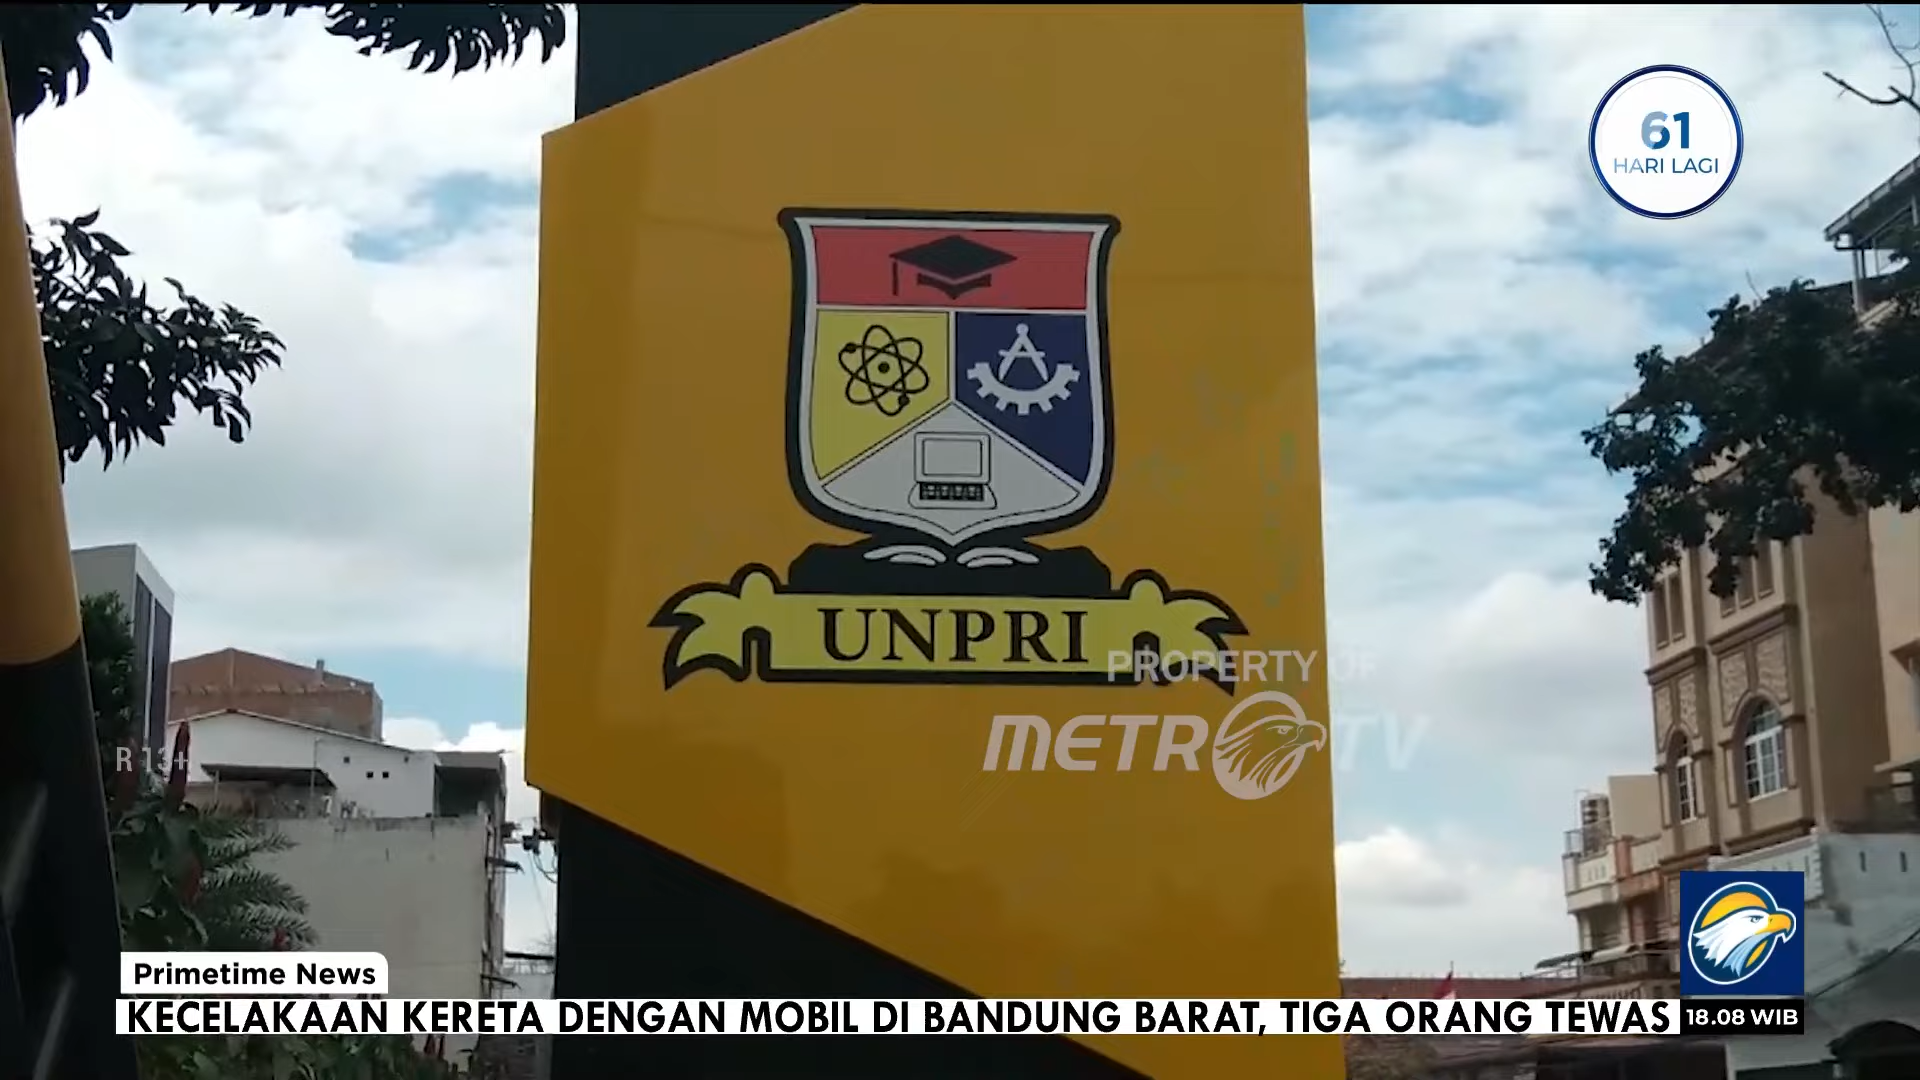 61
HARI LAGI
UNPRI
PROPERTY OF
METRO TV
R 13+
Primetime News
KECELAKAAN KERETA DENGAN MOBIL DI BANDUNG BARAT, TIGA ORANG TEWAS
18.08 WIB